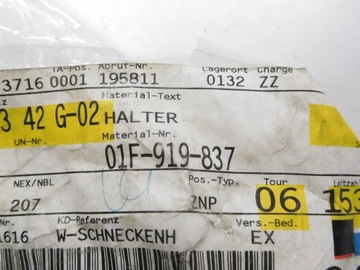 TA-Pos. Abruf-Nr. Lagerort Charge
3716 0001 195811 0132 ZZ
Material-Text
3 42 G-02 HALTER
UN-Nr. Material-Nr.
01F-919-837
NEX/NBL Pos.-Typ. Tour Leitzahl
207 ZNP 06 153
KD-Referenz Vers.-Bed.
1616 W-SCHNECKENH EX